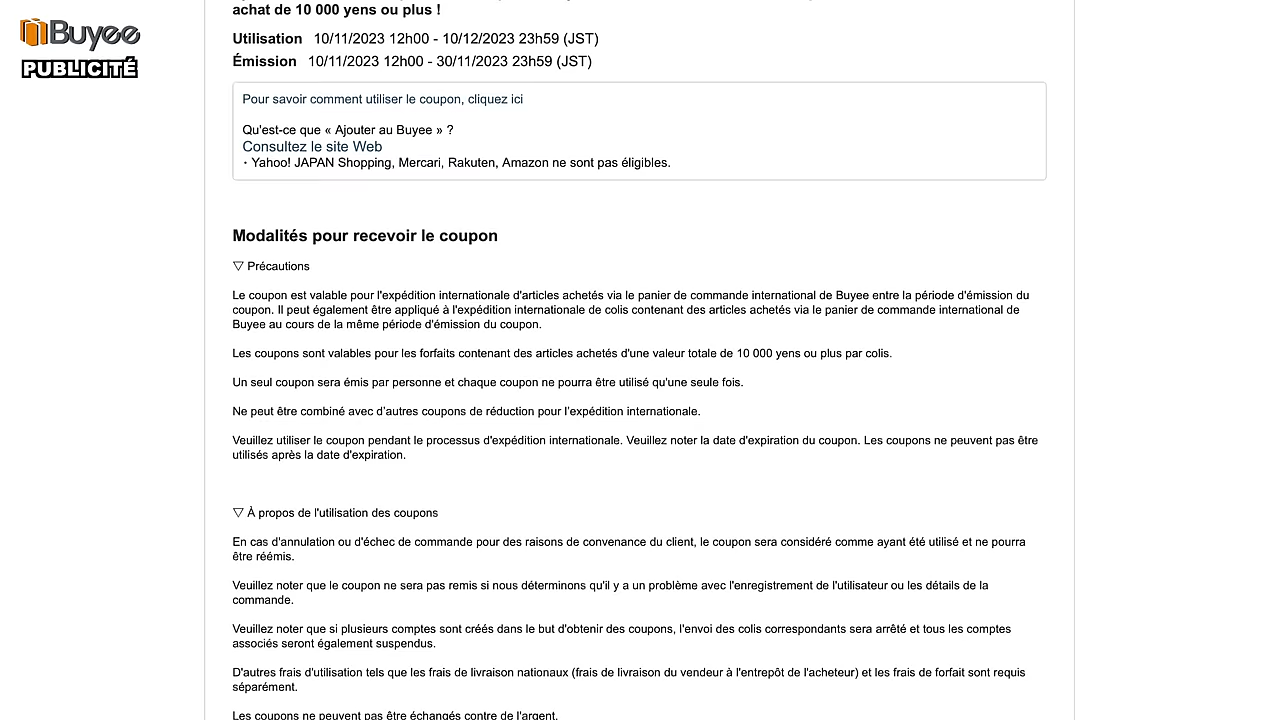 Buyee
PUBLICITÉ
achat de 10 000 yens ou plus !
Utilisation 10/11/2023 12h00 - 10/12/2023 23h59 (JST)
Émission 10/11/2023 12h00 - 30/11/2023 23h59 (JST)
Pour savoir comment utiliser le coupon, cliquez ici
Qu'est-ce que « Ajouter au Buyee » ?
Consultez le site Web
・Yahoo! JAPAN Shopping, Mercari, Rakuten, Amazon ne sont pas éligibles.
Modalités pour recevoir le coupon
▽ Précautions
Le coupon est valable pour l'expédition internationale d'articles achetés via le panier de commande international de Buyee entre la période d'émission du
coupon. Il peut également être appliqué à l'expédition internationale de colis contenant des articles achetés via le panier de commande international de
Buyee au cours de la même période d'émission du coupon.
Les coupons sont valables pour les forfaits contenant des articles achetés d'une valeur totale de 10 000 yens ou plus par colis.
Un seul coupon sera émis par personne et chaque coupon ne pourra être utilisé qu'une seule fois.
Ne peut être combiné avec d’autres coupons de réduction pour l’expédition internationale.
Veuillez utiliser le coupon pendant le processus d'expédition internationale. Veuillez noter la date d'expiration du coupon. Les coupons ne peuvent pas être
utilisés après la date d'expiration.
▽ À propos de l'utilisation des coupons
En cas d'annulation ou d'échec de commande pour des raisons de convenance du client, le coupon sera considéré comme ayant été utilisé et ne pourra
être réémis.
Veuillez noter que le coupon ne sera pas remis si nous déterminons qu'il y a un problème avec l'enregistrement de l'utilisateur ou les détails de la
commande.
Veuillez noter que si plusieurs comptes sont créés dans le but d'obtenir des coupons, l'envoi des colis correspondants sera arrêté et tous les comptes
associés seront également suspendus.
D'autres frais d'utilisation tels que les frais de livraison nationaux (frais de livraison du vendeur à l'entrepôt de l'acheteur) et les frais de forfait sont requis
séparément.
Les coupons ne peuvent pas être échangés contre de l'argent.